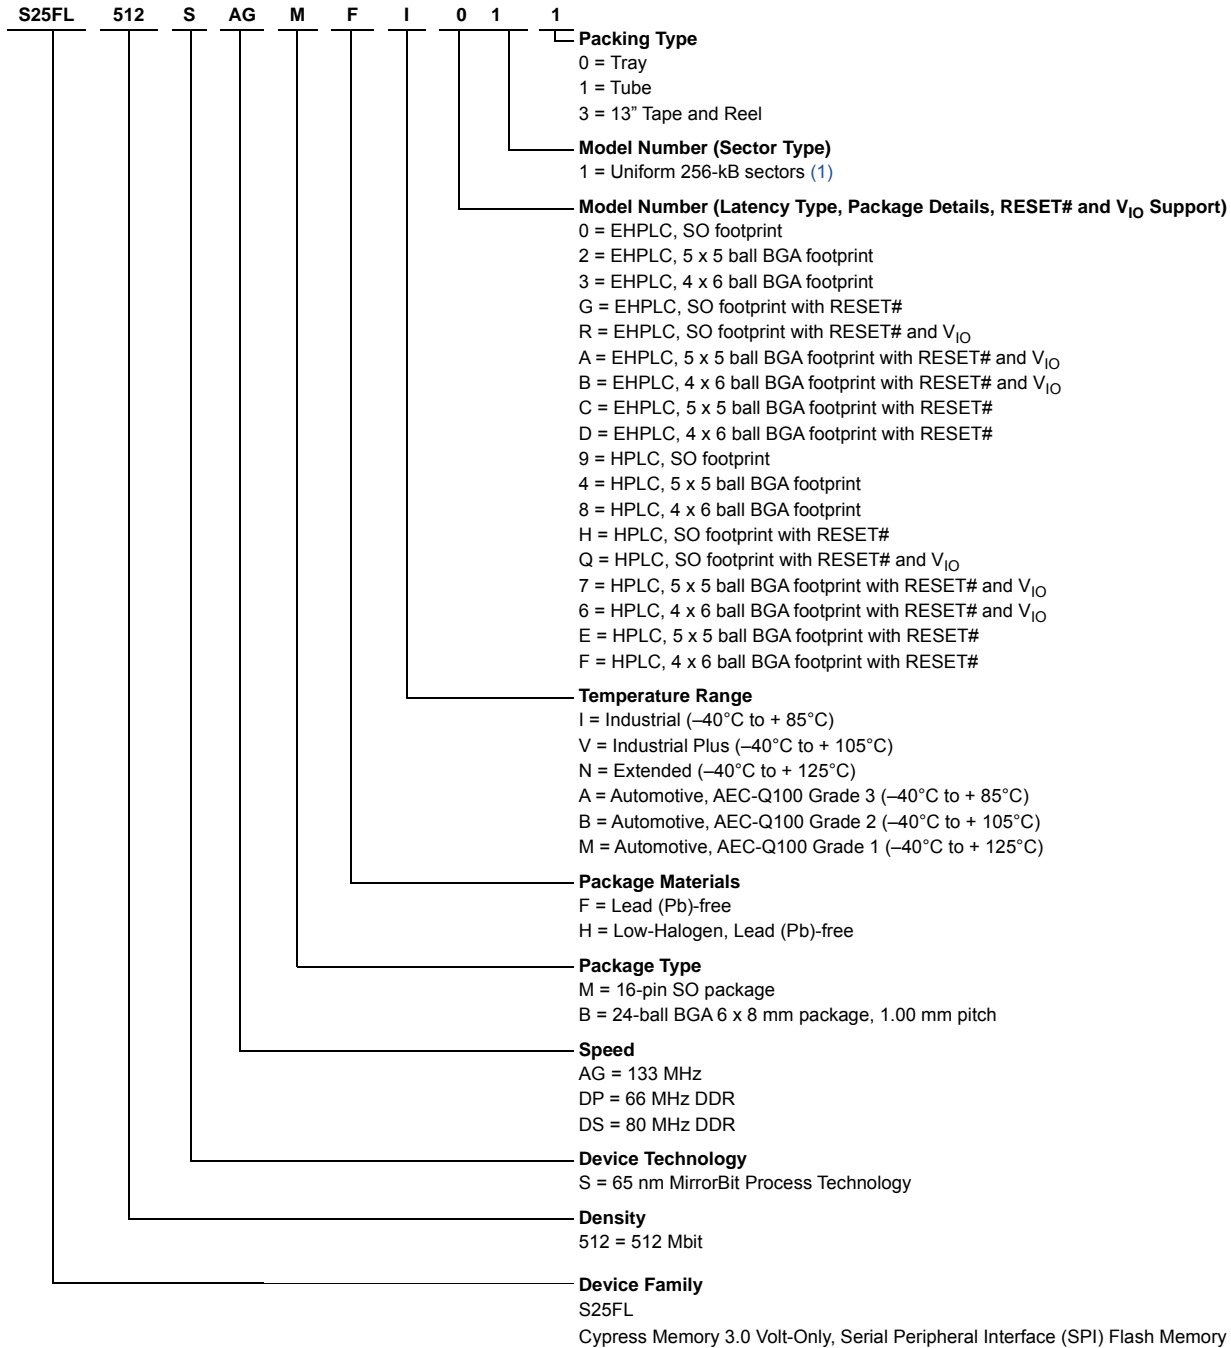 S25FL 512 S AG M F I 0 1 1
Packing Type
0 = Tray
1 = Tube
3 = 13” Tape and Reel
Model Number (Sector Type)
1 = Uniform 256-kB sectors (1)
Model Number (Latency Type, Package Details, RESET# and VIO Support)
0 = EHPLC, SO footprint
2 = EHPLC, 5 x 5 ball BGA footprint
3 = EHPLC, 4 x 6 ball BGA footprint
G = EHPLC, SO footprint with RESET#
R = EHPLC, SO footprint with RESET# and VIO
A = EHPLC, 5 x 5 ball BGA footprint with RESET# and VIO
B = EHPLC, 4 x 6 ball BGA footprint with RESET# and VIO
C = EHPLC, 5 x 5 ball BGA footprint with RESET#
D = EHPLC, 4 x 6 ball BGA footprint with RESET#
9 = HPLC, SO footprint
4 = HPLC, 5 x 5 ball BGA footprint
8 = HPLC, 4 x 6 ball BGA footprint
H = HPLC, SO footprint with RESET#
Q = HPLC, SO footprint with RESET# and VIO
7 = HPLC, 5 x 5 ball BGA footprint with RESET# and VIO
6 = HPLC, 4 x 6 ball BGA footprint with RESET# and VIO
E = HPLC, 5 x 5 ball BGA footprint with RESET#
F = HPLC, 4 x 6 ball BGA footprint with RESET#
Temperature Range
I = Industrial (–40°C to + 85°C)
V = Industrial Plus (–40°C to + 105°C)
N = Extended (–40°C to + 125°C)
A = Automotive, AEC-Q100 Grade 3 (–40°C to + 85°C)
B = Automotive, AEC-Q100 Grade 2 (–40°C to + 105°C)
M = Automotive, AEC-Q100 Grade 1 (–40°C to + 125°C)
Package Materials
F = Lead (Pb)-free
H = Low-Halogen, Lead (Pb)-free
Package Type
M = 16-pin SO package
B = 24-ball BGA 6 x 8 mm package, 1.00 mm pitch
Speed
AG = 133 MHz
DP = 66 MHz DDR
DS = 80 MHz DDR
Device Technology
S = 65 nm MirrorBit Process Technology
Density
512 = 512 Mbit
Device Family
S25FL
Cypress Memory 3.0 Volt-Only, Serial Peripheral Interface (SPI) Flash Memory